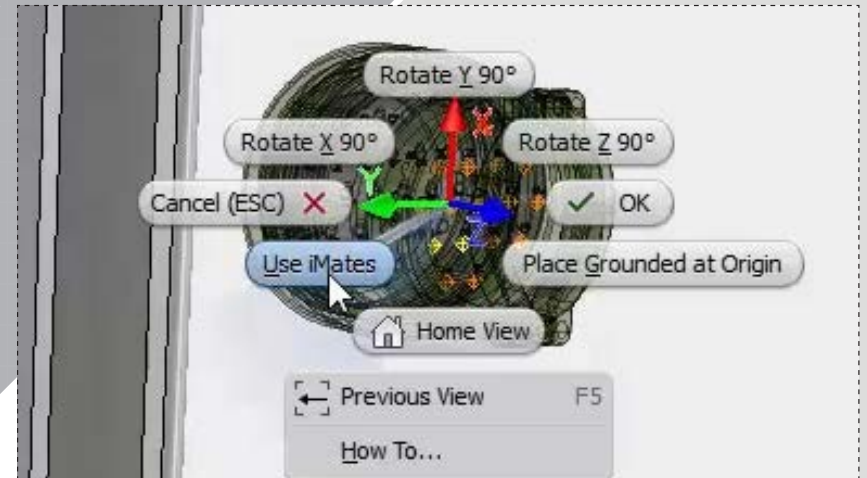 Rotate Y 90°
Rotate X 90°
Rotate Z 90°
X
Y
Cancel (ESC)
OK
Z
Use iMates
Place Grounded at Origin
Home View
Previous View F5
How To...